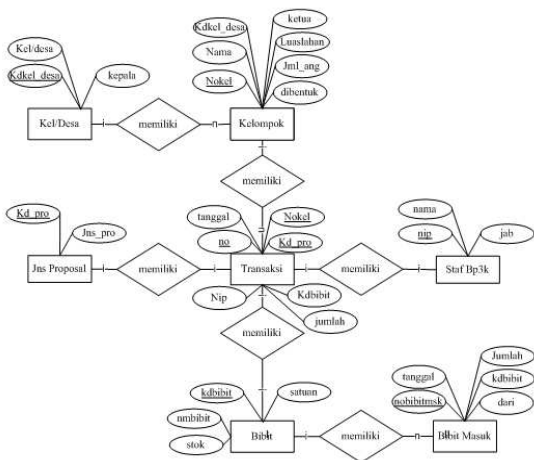 Kdkel_desa
ketua
Kel/desa
Nama
Luaslahan
Kdkel_desa
kepala
Nokel
Jml_ang
dibentuk
Kel/Desa
i
memiliki
n
Kelompok
memiliki
Kd_pro
tanggal
Nokel
nama
Jns_pro
no
Kd_pro
nip
jab
Jns Proposal
i
memiliki
i
Transaksi
i
memiliki
i
Staf Bp3k
Nip
Kdbibit
jumlah
memiliki
kdbibit
satuan
tanggal
Jumlah
nmbibit
nobibitmsk
kdbibit
stok
dari
Bibit
i
memiliki
n
Bibit Masuk